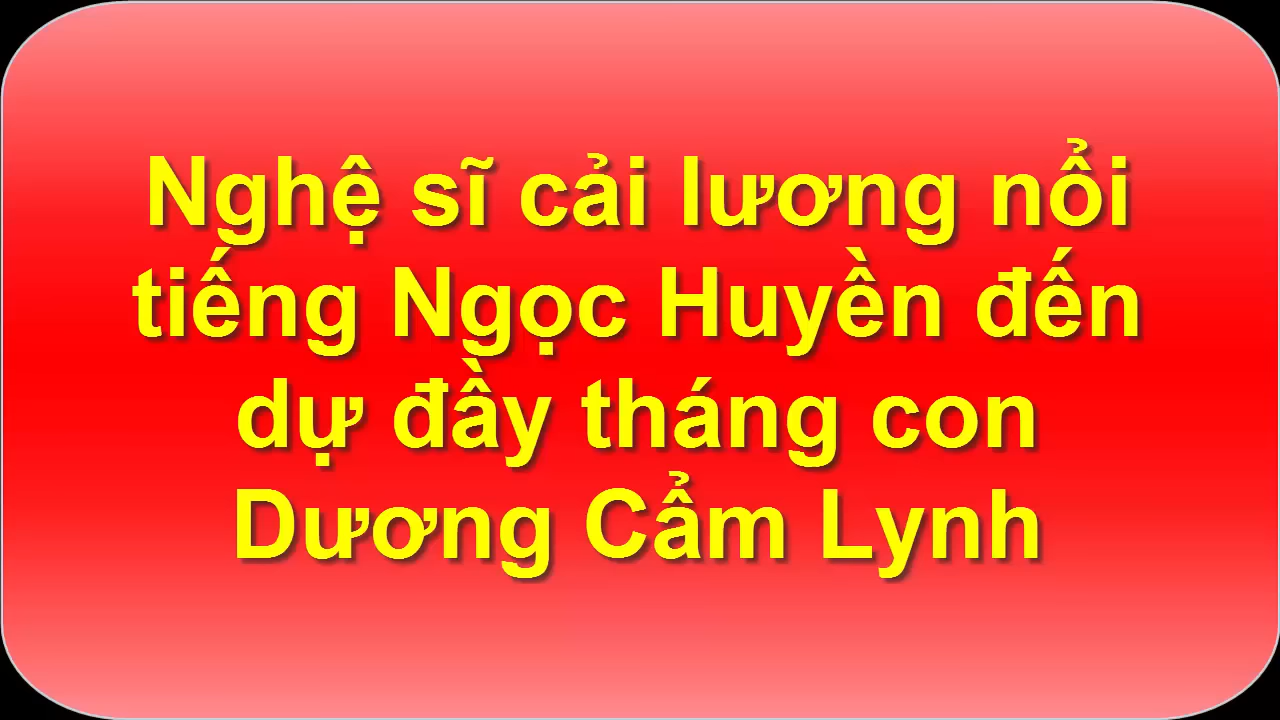 Nghệ sĩ cải lương nổi
tiếng Ngọc Huyền đến
dự đầy tháng con
Dương Cẩm Lynh